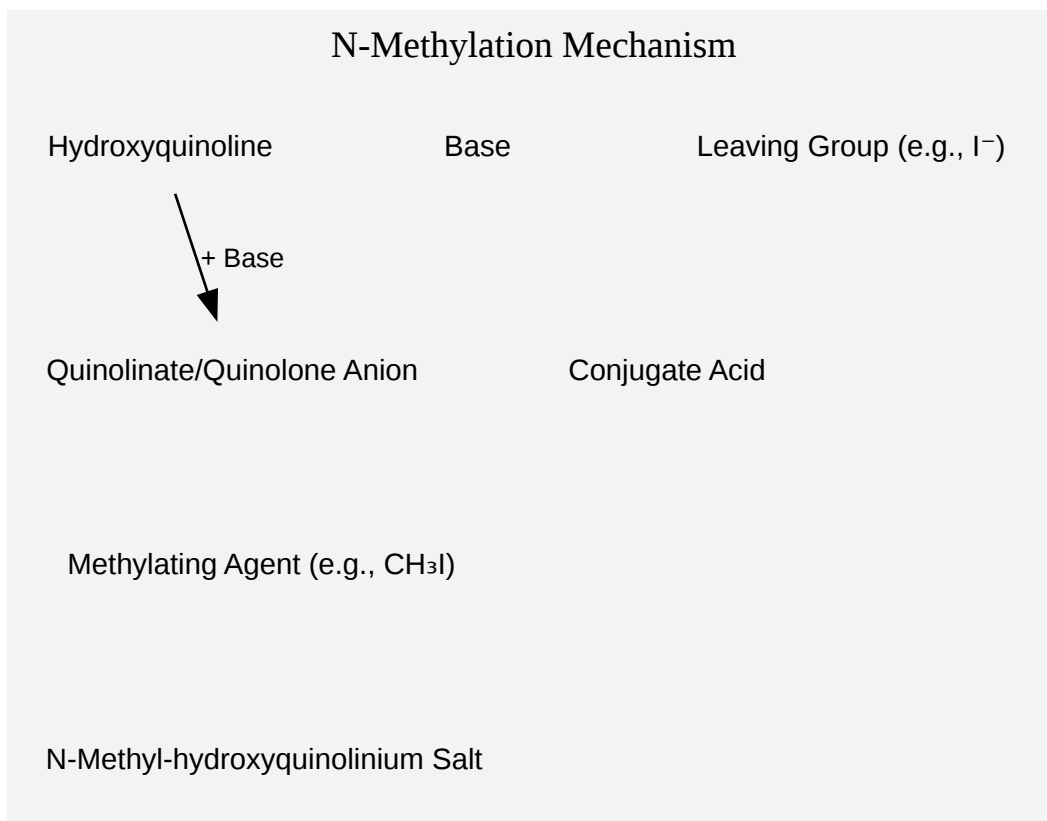 N-Methylation Mechanism
Hydroxyquinoline
Base
Leaving Group (e.g., I⁻)
+ Base
Quinolinate/Quinolone Anion
Conjugate Acid
Methylating Agent (e.g., CH₃I)
N-Methyl-hydroxyquinolinium Salt